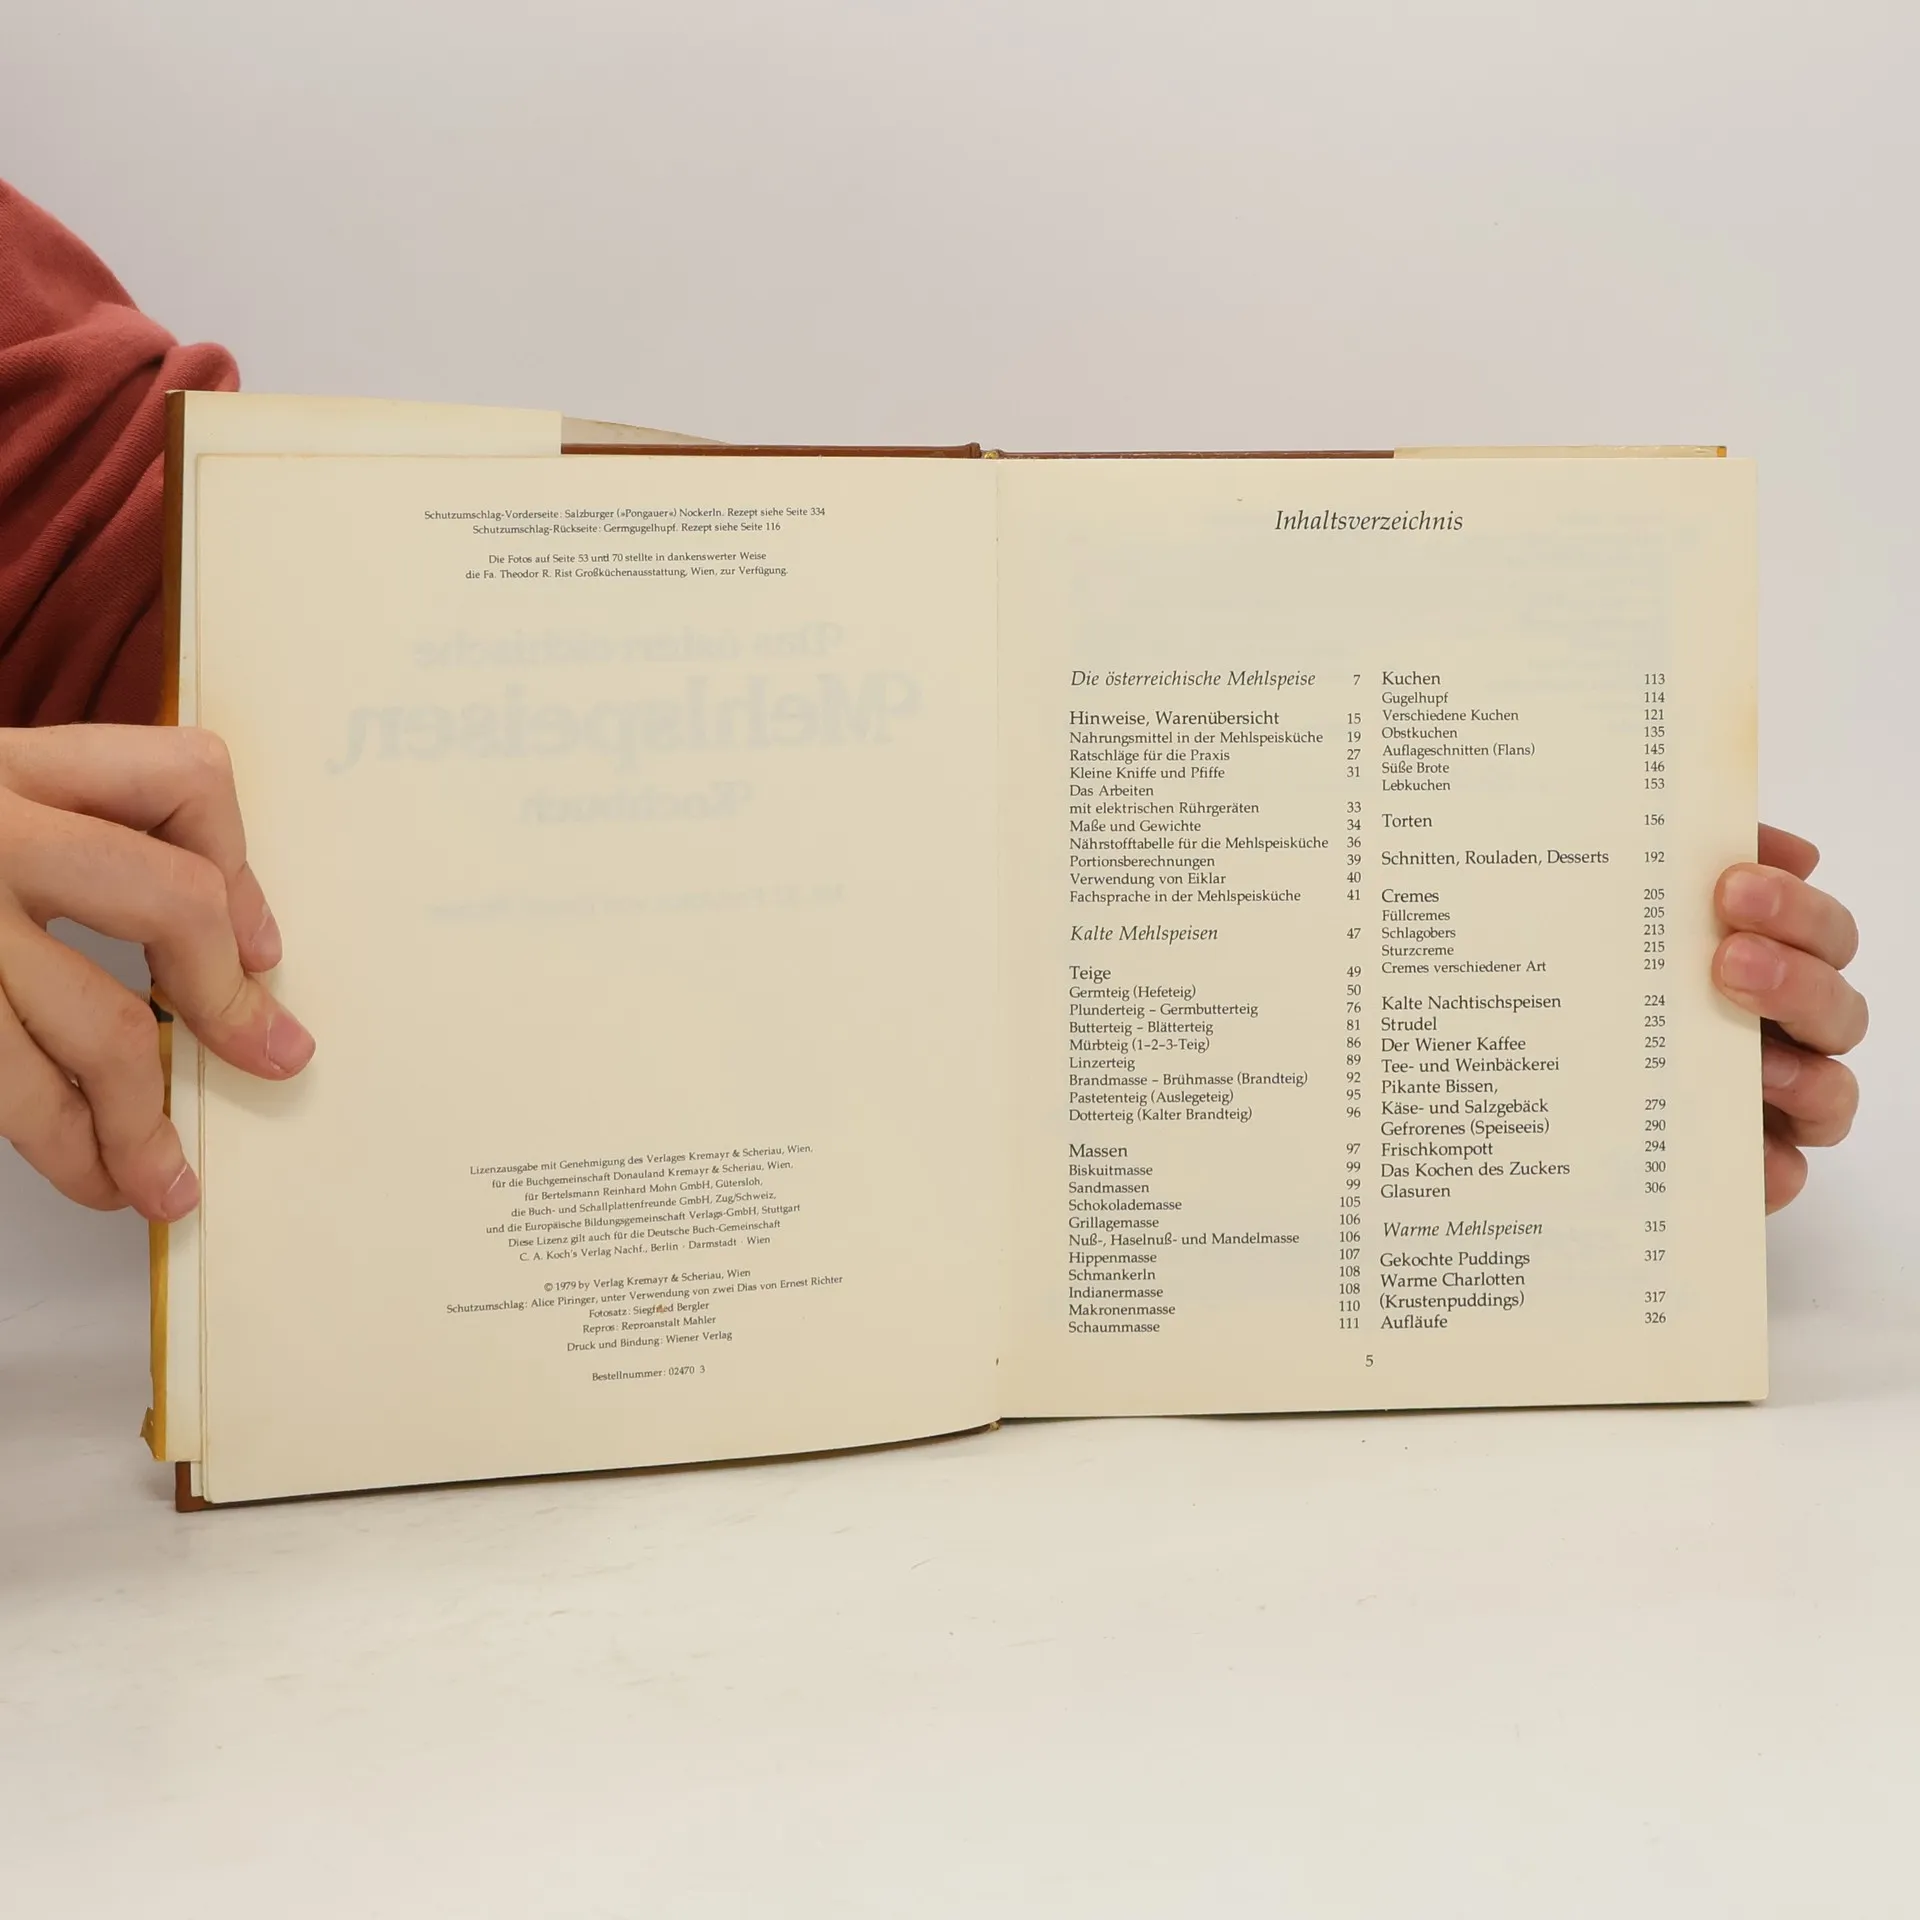 Schutzumschlag-Vorderseite: Salzburger (»Pongauer«) Nockerln. Rezept siehe Seite 334
Schutzumschlag-Rückseite: Germgugelhupf. Rezept siehe Seite 116
Die Fotos auf Seite 53 und 70 stellte in dankenswerter Weise
die Fa. Theodor R. Rist Großküchenausstattung, Wien, zur Verfügung.
Lizenzausgabe mit Genehmigung des Verlages Kremayr & Scheriau, Wien,
für die Buchgemeinschaft Donauland Kremayr & Scheriau, Wien,
für Bertelsmann Reinhard Mohn GmbH, Gütersloh,
die Buch- und Schallplattenfreunde GmbH, Zug/Schweiz,
und die Europäische Bildungsgemeinschaft Verlags-GmbH, Stuttgart
Diese Lizenz gilt auch für die Deutsche Buch-Gemeinschaft
C. A. Koch's Verlag Nachf., Berlin · Darmstadt · Wien
© 1979 by Verlag Kremayr & Scheriau, Wien
Schutzumschlag: Alice Piringer, unter Verwendung von zwei Dias von Ernest Richter
Fotosatz: Siegfried Bergler
Repros: Reproanstalt Mahler
Druck und Bindung: Wiener Verlag
Bestellnummer: 02470 3
Inhaltsverzeichnis
Die österreichische Mehlspeise 7
Hinweise, Warenübersicht 15
Nahrungsmittel in der Mehlspeisküche 19
Ratschläge für die Praxis 27
Kleine Kniffe und Pfiffe 31
Das Arbeiten
mit elektrischen Rührgeräten 33
Maße und Gewichte 34
Nährstofftabelle für die Mehlspeisküche 36
Portionsberechnungen 39
Verwendung von Eiklar 40
Fachsprache in der Mehlspeisküche 41
Kalte Mehlspeisen 47
Teige 49
Germteig (Hefeteig) 50
Plunderteig – Germbutterteig 76
Butterteig – Blätterteig 81
Mürbteig (1–2–3-Teig) 86
Linzerteig 89
Brandmasse – Brühmasse (Brandteig) 92
Pastetenteig (Auslegeteig) 95
Dotterteig (Kalter Brandteig) 96
Massen 97
Biskuitmasse 99
Sandmassen 99
Schokolademasse 105
Grillagemasse 106
Nuß-, Haselnuß- und Mandelmasse 106
Hippenmasse 107
Schmankerln 108
Indianermasse 108
Makronenmasse 110
Schaummasse 111
Kuchen 113
Gugelhupf 114
Verschiedene Kuchen 121
Obstkuchen 135
Auflageschnitten (Flans) 145
Süße Brote 146
Lebkuchen 153
Torten 156
Schnitten, Rouladen, Desserts 192
Cremes 205
Füllcremes 205
Schlagobers 213
Sturzcreme 215
Cremes verschiedener Art 219
Kalte Nachtischspeisen 224
Strudel 235
Der Wiener Kaffee 252
Tee- und Weinbäckerei 259
Pikante Bissen,
Käse- und Salzgebäck 279
Gefrorenes (Speiseeis) 290
Frischkompott 294
Das Kochen des Zuckers 300
Glasuren 306
Warme Mehlspeisen 315
Gekochte Puddings 317
Warme Charlotten
(Krustenpuddings) 317
Aufläufe 326
5